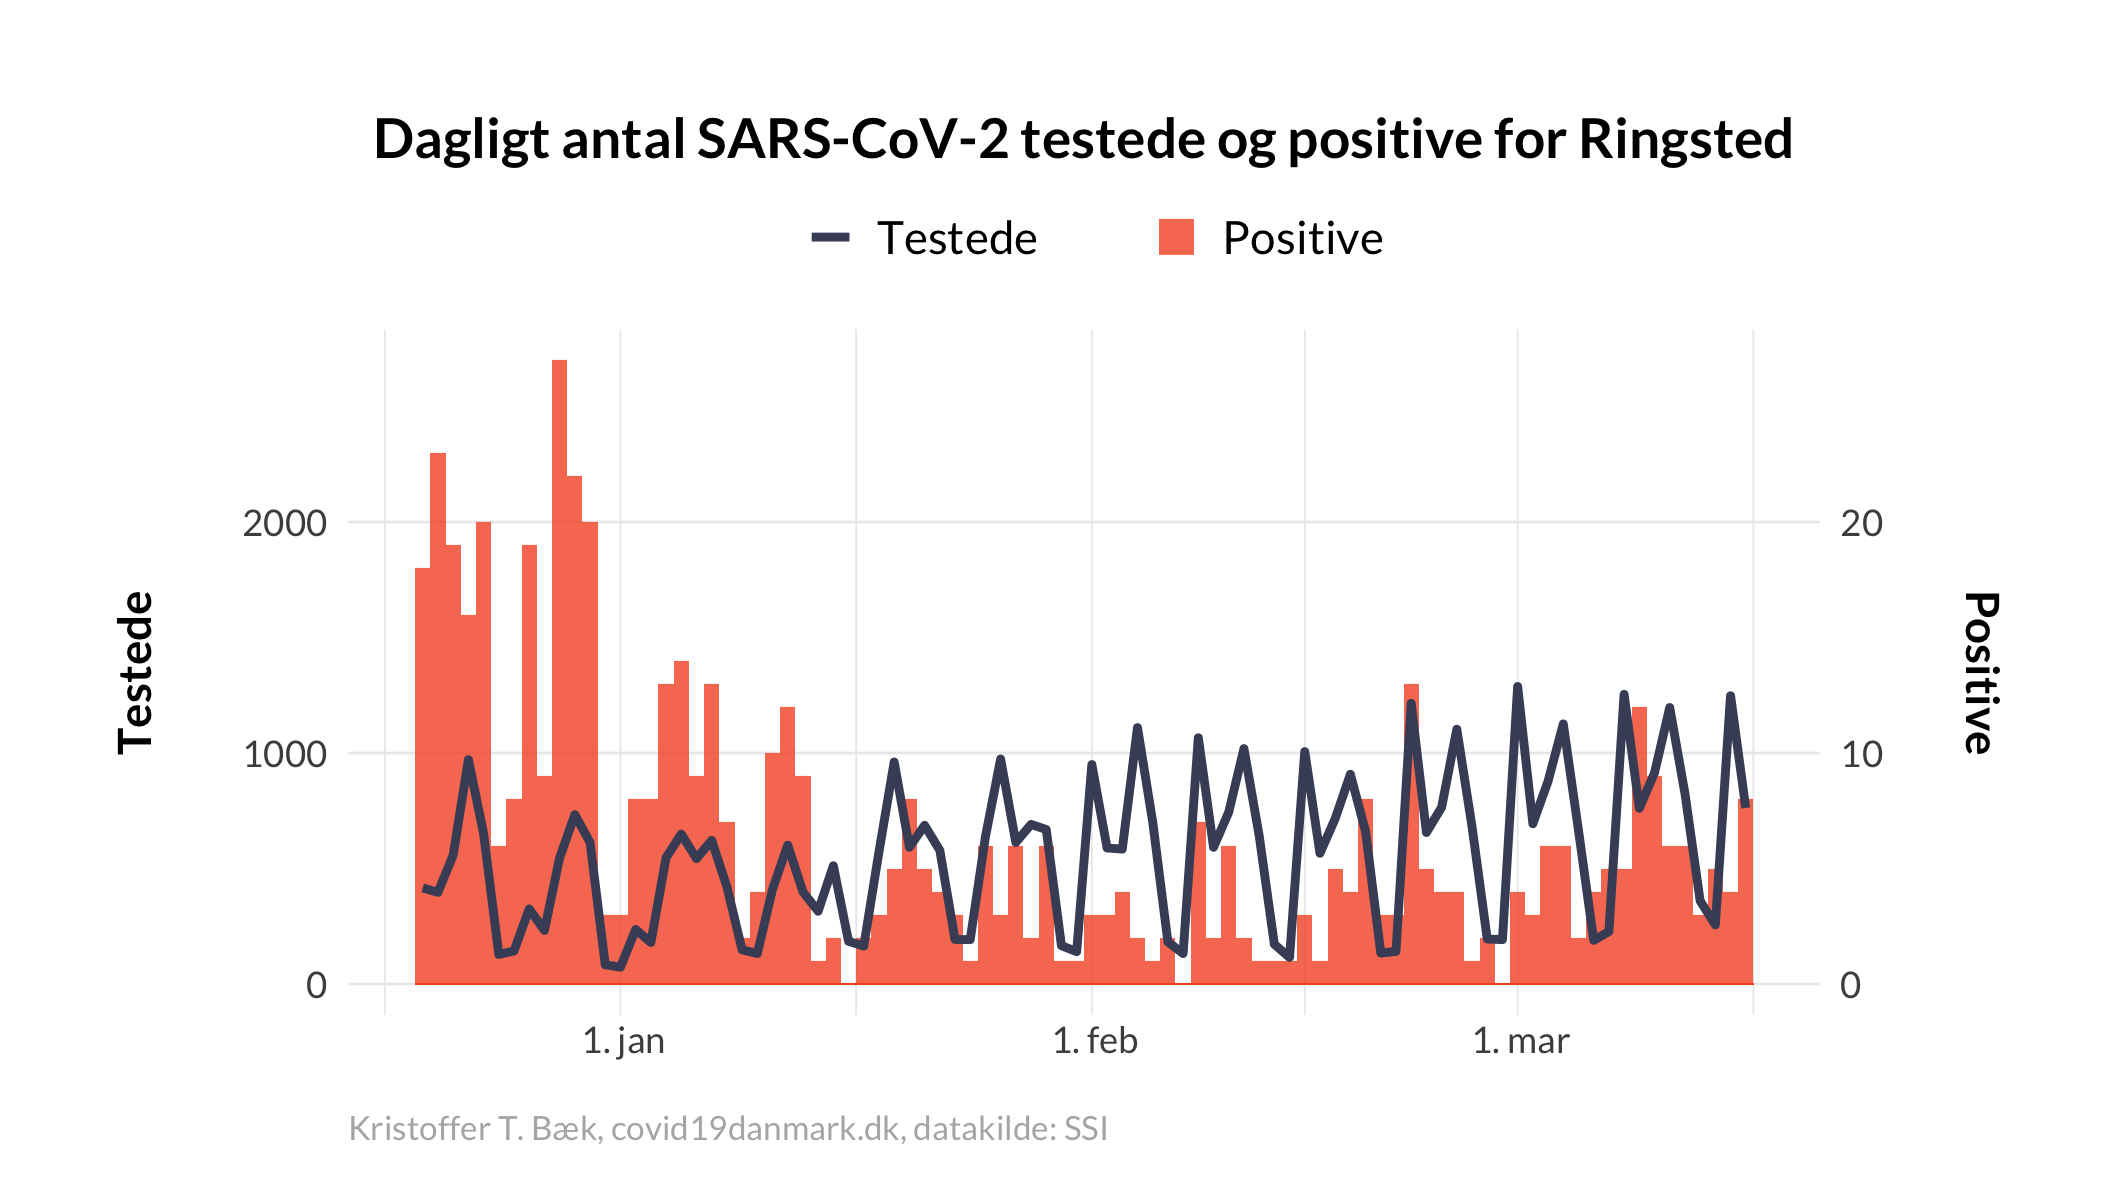 Dagligt antal SARS-CoV-2 testede og positive for Ringsted
Testede
Positive
2000
1000
0
Testede
20
10
0
Positive
1. jan
1. feb
1. mar
Kristoffer T. Bæk, covid19danmark.dk, datakilde: SSI